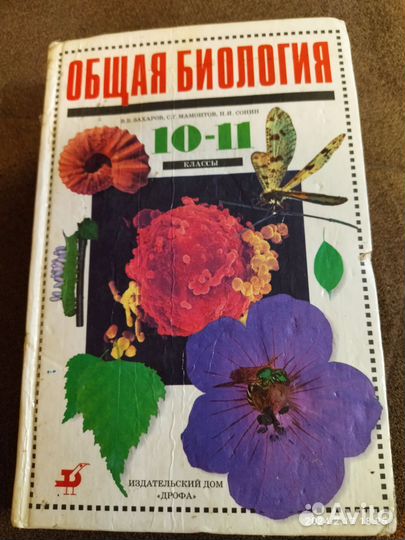 ОБЩАЯ БИОЛОГИЯ
В.Б. ЗАХАРОВ, С.Г. МАМОНТОВ, Н.И. СОНИН
10-11
КЛАССЫ
ИЗДАТЕЛЬСКИЙ ДОМ
«ДРОФА»
Avito